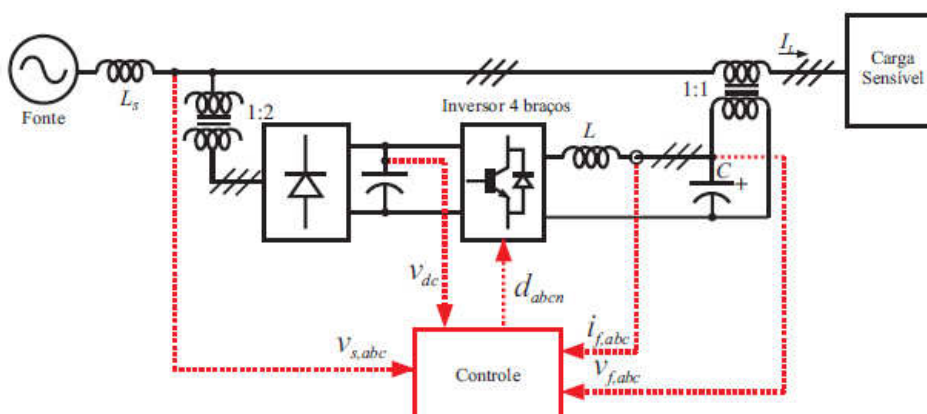 Fonte
L_s
1:2
Inversor 4 braços
L
C
+
1:1
I_L
Carga
Sensível
v_dc
d_abcn
v_s,abc
i_f,abc
v_f,abc
Controle